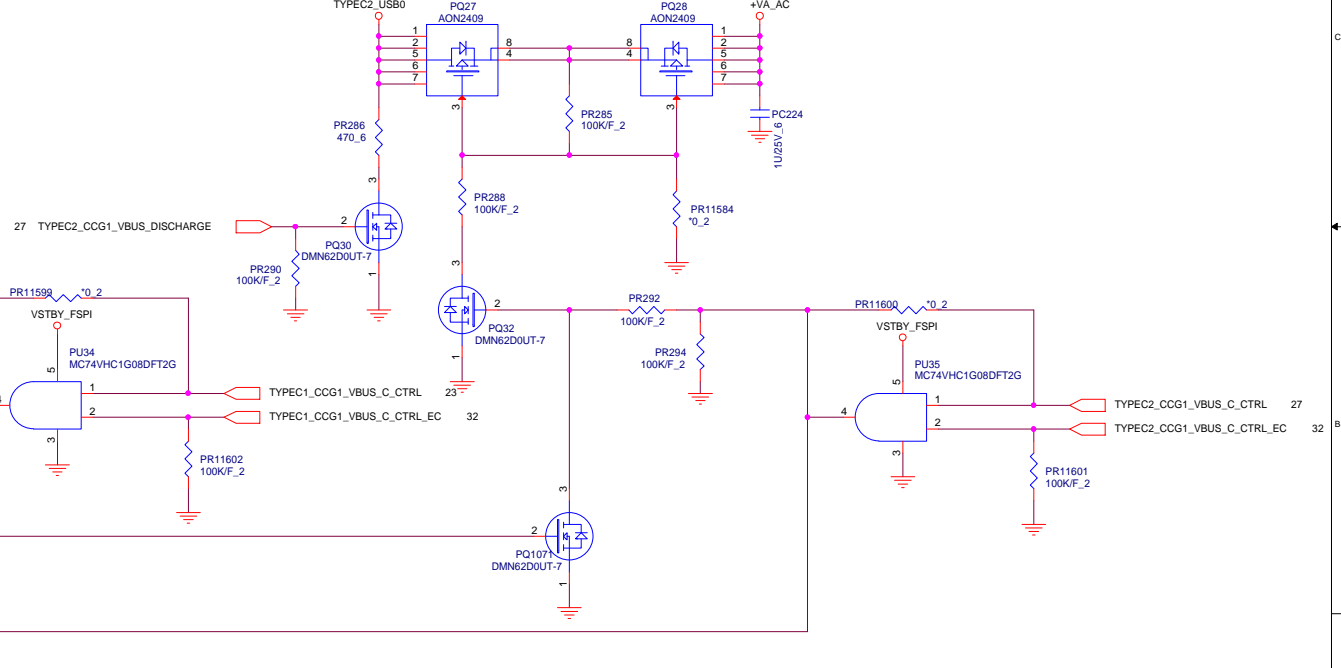 TYPEC2_USB0
PQ27
AON2409
PQ28
AON2409
+VA_AC
1
2
5
6
7
8
4
3
8
4
1
2
5
6
7
3
C
PR286
470_6
PR285
100K/F_2
PC224
1U/25V_6
3
PR288
100K/F_2
PR11584
*0_2
27 TYPEC2_CCG1_VBUS_DISCHARGE
2
PQ30
DMN62D0UT-7
1
PR290
100K/F_2
3
2
PQ32
DMN62D0UT-7
1
PR11599 *0_2
VSTBY_FSPI
PU34
MC74VHC1G08DFT2G
5
1
2
3
TYPEC1_CCG1_VBUS_C_CTRL 23
TYPEC1_CCG1_VBUS_C_CTRL_EC 32
PR11602
100K/F_2
PR292
100K/F_2
PR294
100K/F_2
PR11600 *0_2
VSTBY_FSPI
PU35
MC74VHC1G08DFT2G
5
4
1
2
3
TYPEC2_CCG1_VBUS_C_CTRL 27
TYPEC2_CCG1_VBUS_C_CTRL_EC 32
B
PR11601
100K/F_2
3
2
PQ1071
DMN62D0UT-7
1